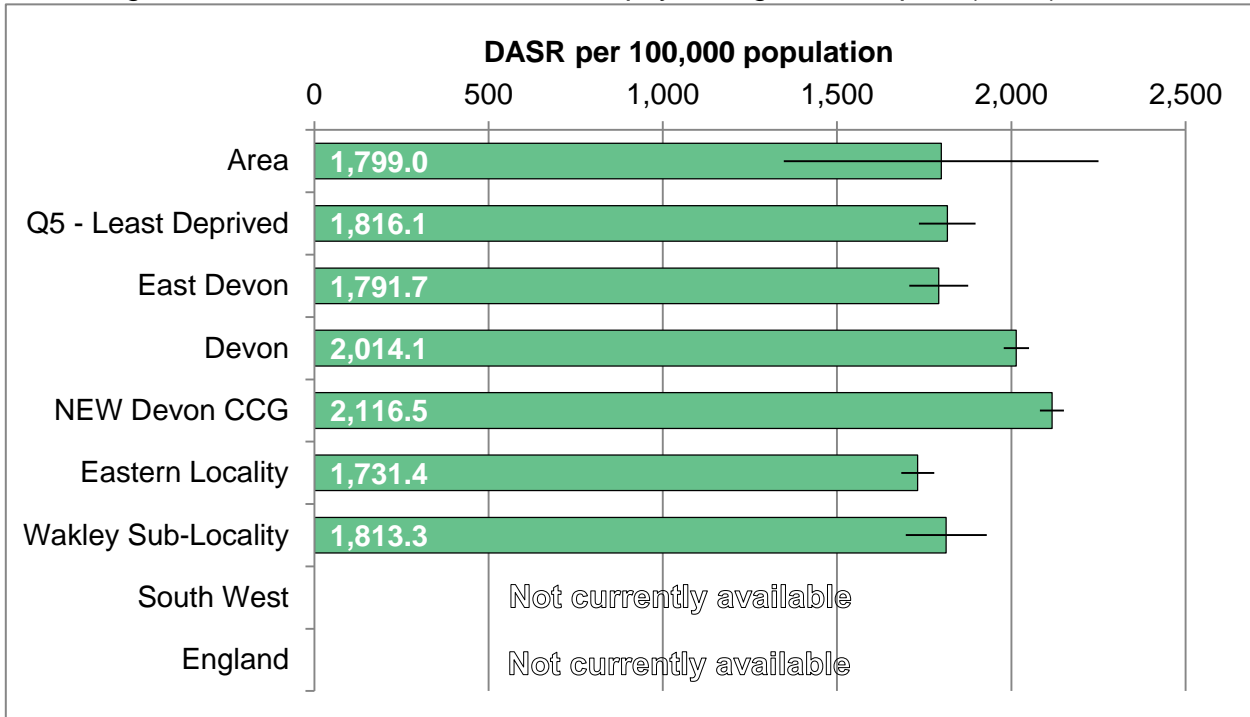 DASR per 100,000 population
0 500 1,000 1,500 2,000 2,500
Area 1,799.0
Q5 - Least Deprived 1,816.1
East Devon 1,791.7
Devon 2,014.1
NEW Devon CCG 2,116.5
Eastern Locality 1,731.4
Wakley Sub-Locality 1,813.3
South West Not currently available
England Not currently available